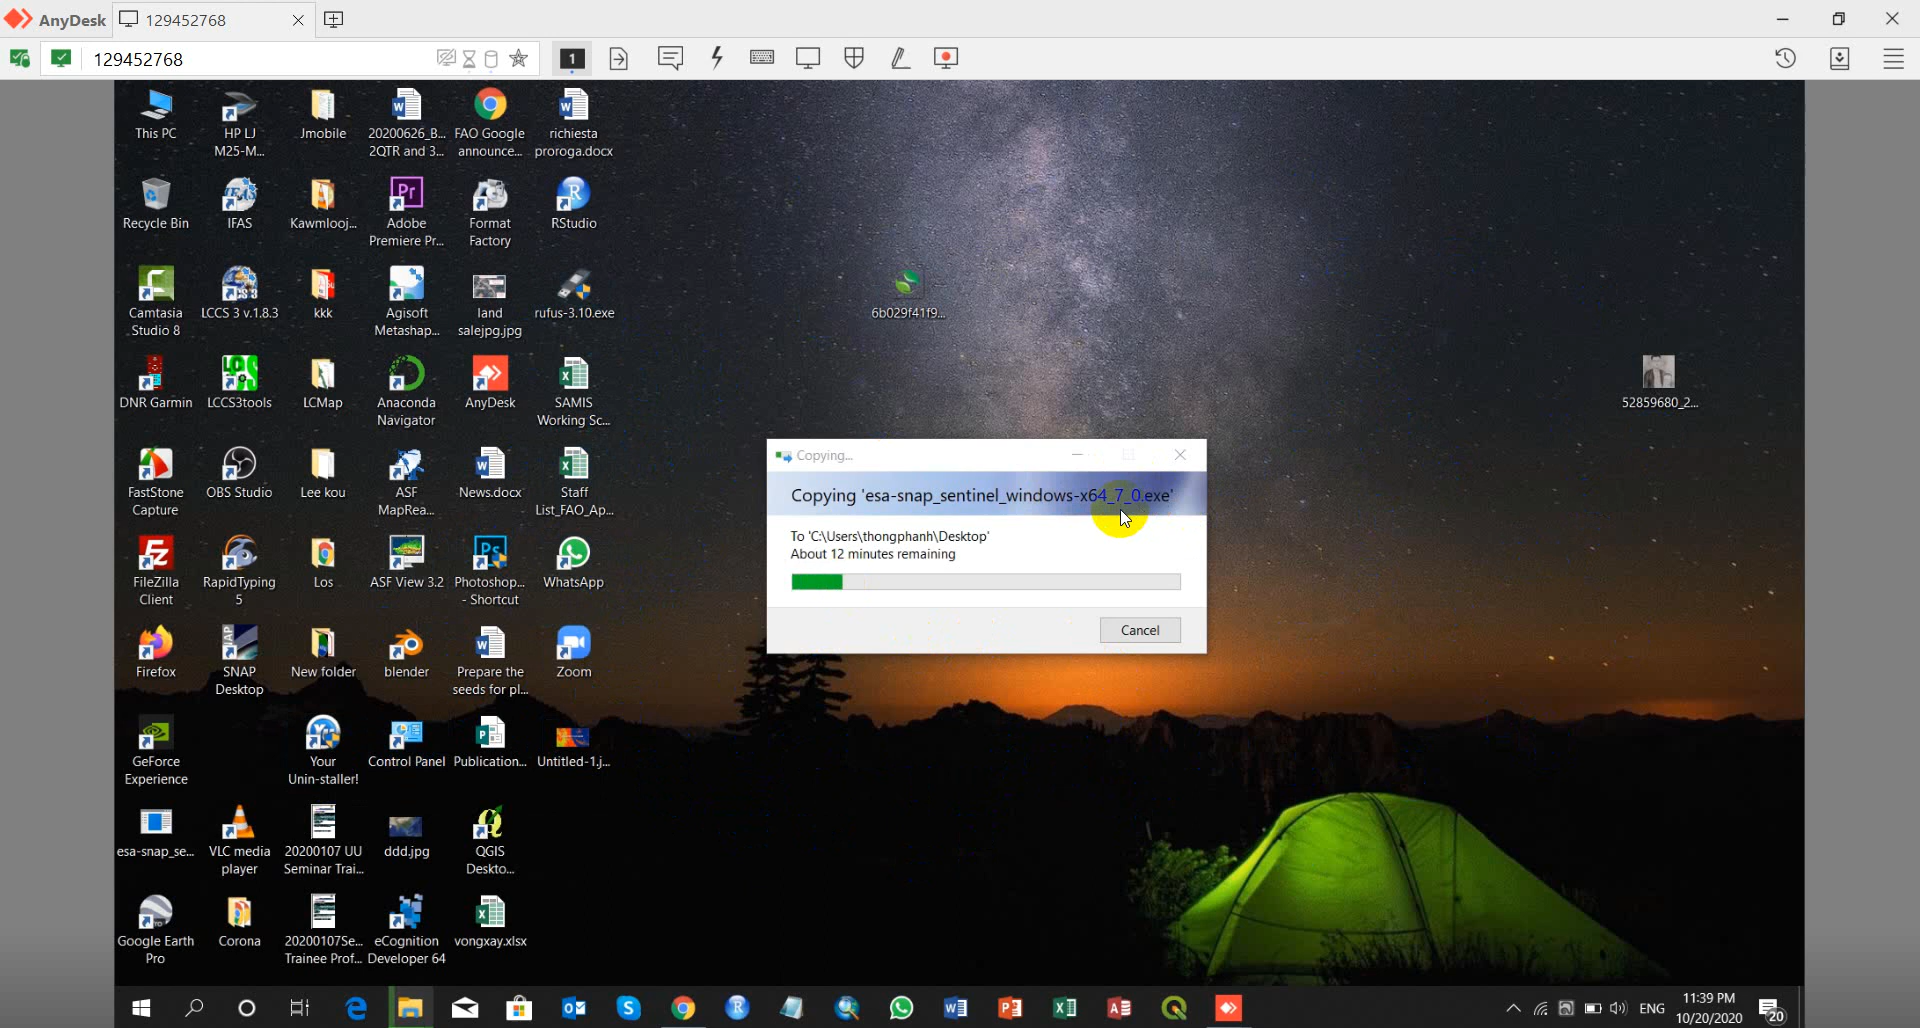 AnyDesk
129452768
129452768
1
This PC
HP LJ
M25-M...
Jmobile
20200626_B...
2QTR and 3...
FAO Google
announce...
richiesta
proroga.docx
Recycle Bin
IFAS
Kawmlooj...
Adobe
Premiere Pr...
Format
Factory
RStudio
Camtasia
Studio 8
LCCS 3 v.1.8.3
kkk
Agisoft
Metashap...
land
salejpg.jpg
rufus-3.10.exe
6b029f41f9...
DNR Garmin
LCCS3tools
LCMap
Anaconda
Navigator
AnyDesk
SAMIS
Working Sc...
52859680_2...
FastStone
Capture
OBS Studio
Lee kou
ASF
MapRea...
News.docx
Staff
List_FAO_Ap...
Copying...
Copying 'esa-snap_sentinel_windows-x64_7_0.exe'
To 'C:\Users\thongphanh\Desktop'
About 12 minutes remaining
Cancel
FileZilla
Client
RapidTyping
5
Los
ASF View 3.2
Photoshop...
- Shortcut
WhatsApp
Firefox
SNAP
Desktop
New folder
blender
Prepare the
seeds for pl...
Zoom
GeForce
Experience
Your
Unin-staller!
Control Panel
Publication...
Untitled-1.j...
esa-snap_se...
VLC media
player
20200107 UU
Seminar Trai...
ddd.jpg
QGIS
Deskto...
Google Earth
Pro
Corona
20200107Se...
Trainee Prof...
eCognition
Developer 64
vongxay.xlsx
ENG
11:39 PM
10/20/2020
20